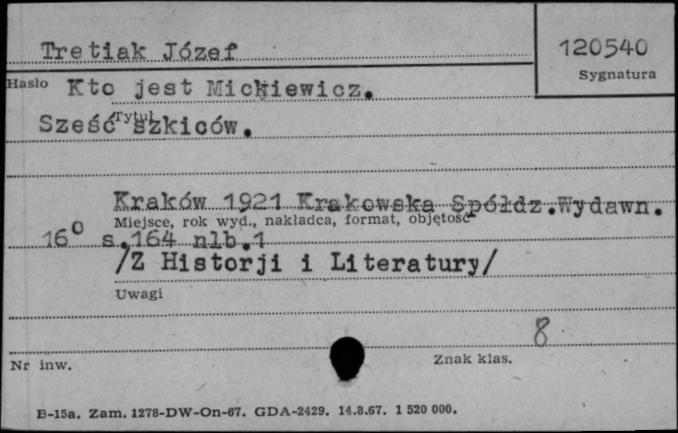 Tretiak Józef
120540
Sygnatura
Hasło
Kto jest Mickiewicz.
Tytuł
Sześć szkiców.
Kraków 1921 Krakowska Spółdz.Wydawn.
Miejsce, rok wyd., nakładca, format, objętość
16° s.164 nlb.1
/Z Historji i Literatury/
Uwagi
8
Nr inw.
Znak klas.
B-15a. Zam. 1278-DW-On-67. GDA-2429. 14.8.67. 1 520 000.